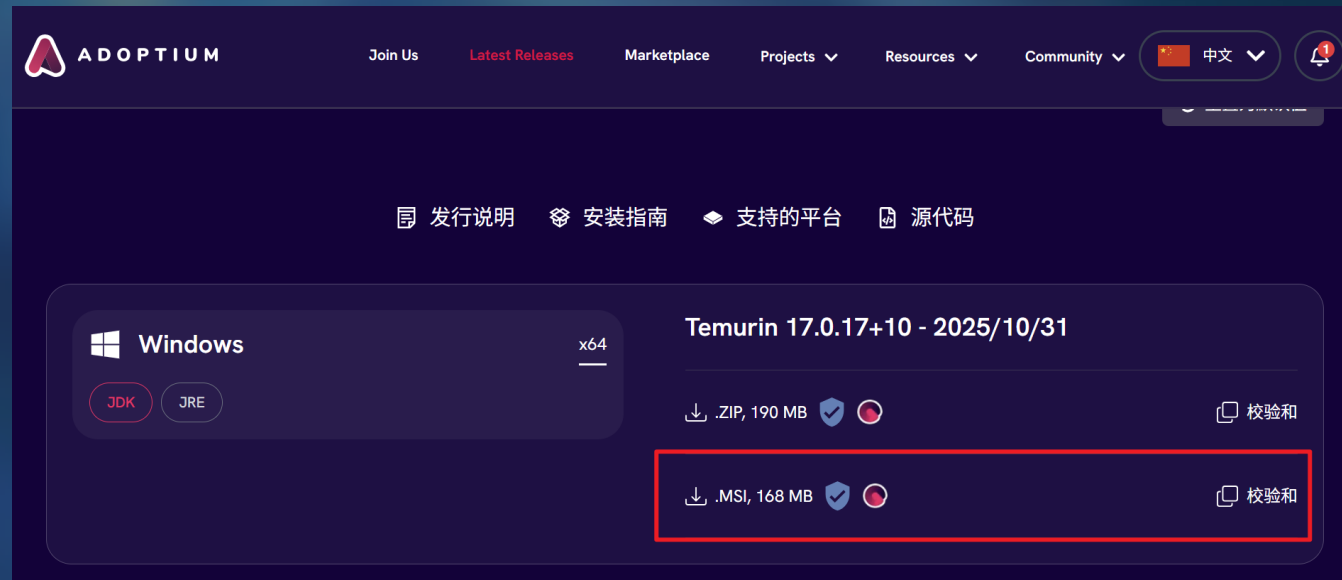 ADOPTIUM
Join Us
Latest Releases
Marketplace
Projects
Resources
Community
中文
1
发行说明
安装指南
支持的平台
源代码
Windows
x64
JDK
JRE
Temurin 17.0.17+10 - 2025/10/31
.ZIP, 190 MB
校验和
.MSI, 168 MB
校验和